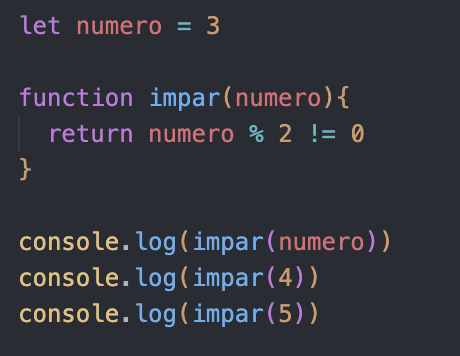 let numero = 3
function impar(numero){
return numero % 2 != 0
}
console.log(impar(numero))
console.log(impar(4))
console.log(impar(5))